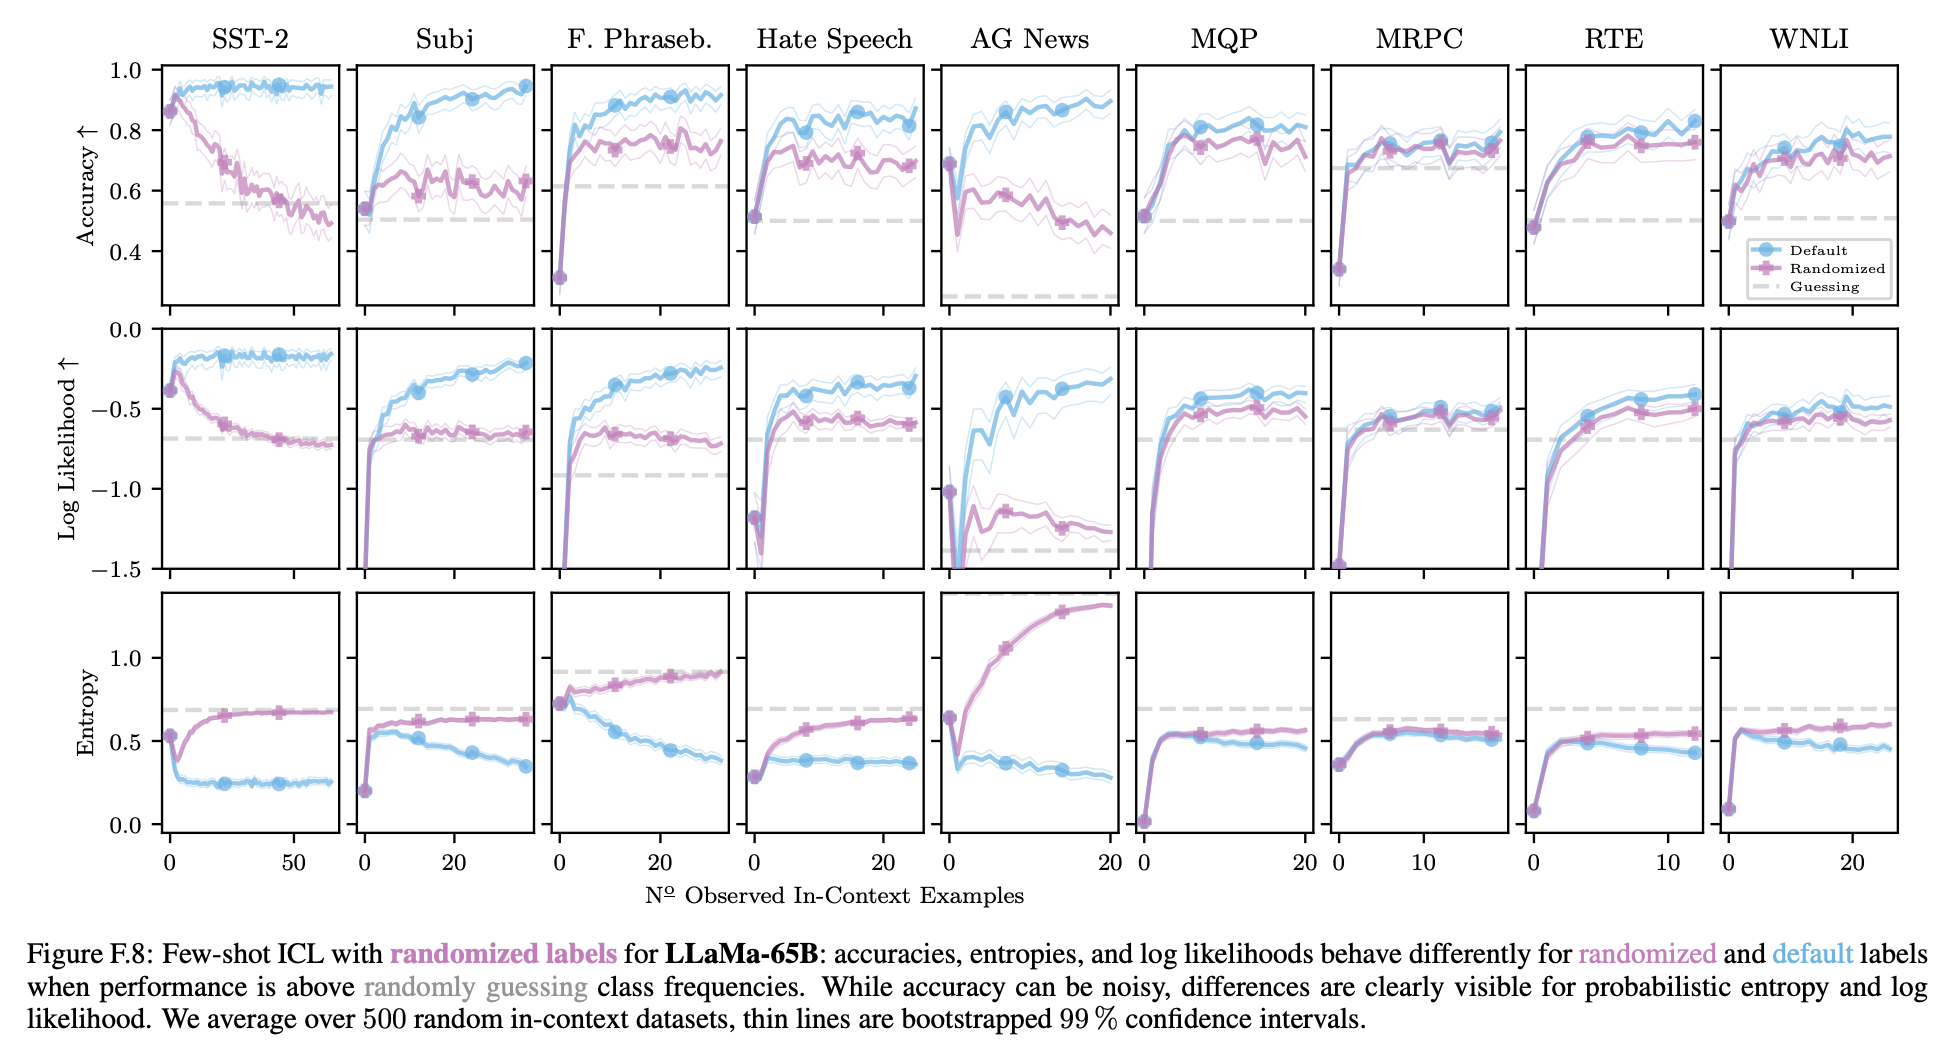 SST-2 Subj F. Phraseb. Hate Speech AG News MQP MRPC RTE WNLI
1.0
0.8
0.6
0.4
Accuracy ↑
Default
Randomized
Guessing
0.0
−0.5
−1.0
−1.5
Log Likelihood ↑
1.0
0.5
0.0
Entropy
0 50 0 20 0 20 0 20 0 20 0 20 0 10 0 10 0 20
Nº Observed In-Context Examples
Figure F.8: Few-shot ICL with randomized labels for LLaMa-65B: accuracies, entropies, and log likelihoods behave differently for randomized and default labels
when performance is above randomly guessing class frequencies. While accuracy can be noisy, differences are clearly visible for probabilistic entropy and log
likelihood. We average over 500 random in-context datasets, thin lines are bootstrapped 99 % confidence intervals.